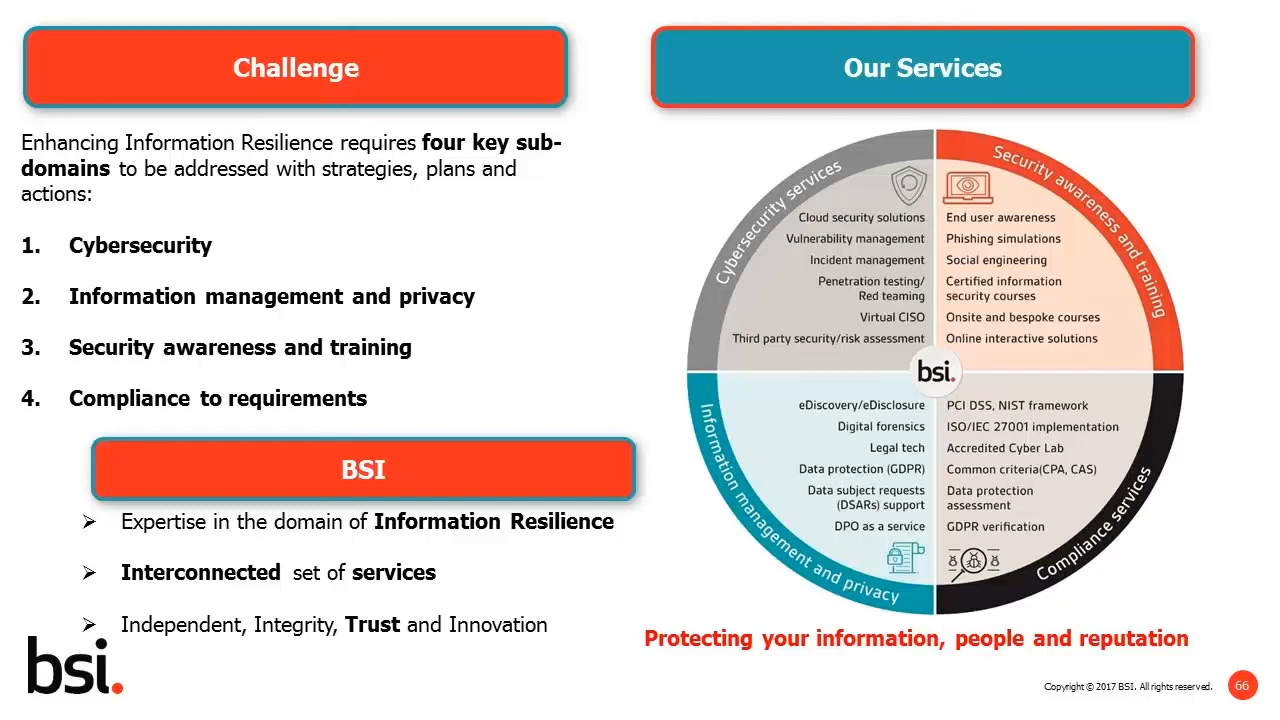 Challenge
Enhancing Information Resilience requires four key sub-
domains to be addressed with strategies, plans and
actions:
1. Cybersecurity
2. Information management and privacy
3. Security awareness and training
4. Compliance to requirements
BSI
➢ Expertise in the domain of Information Resilience
➢ Interconnected set of services
➢ Independent, Integrity, Trust and Innovation
bsi.
Our Services
Cybersecurity services
Cloud security solutions
Vulnerability management
Incident management
Penetration testing/
Red teaming
Virtual CISO
Third party security/risk assessment
Security awareness and training
End user awareness
Phishing simulations
Social engineering
Certified information
security courses
Onsite and bespoke courses
Online interactive solutions
bsi.
Information management and privacy
eDiscovery/eDisclosure
Digital forensics
Legal tech
Data protection (GDPR)
Data subject requests
(DSARs) support
DPO as a service
Compliance services
PCI DSS, NIST framework
ISO/IEC 27001 implementation
Accredited Cyber Lab
Common criteria(CPA, CAS)
Data protection
assessment
GDPR verification
Protecting your information, people and reputation
Copyright © 2017 BSI. All rights reserved.
66